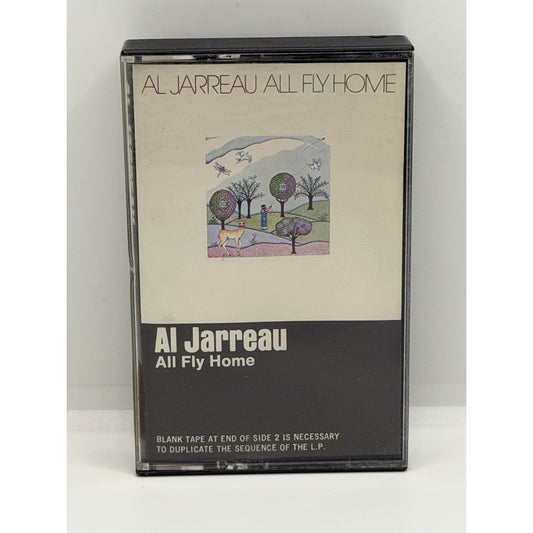 AL JARREAU ALL FLY HOME
Al Jarreau
All Fly Home
BLANK TAPE AT END OF SIDE 2 IS NECESSARY
TO DUPLICATE THE SEQUENCE OF THE L.P.